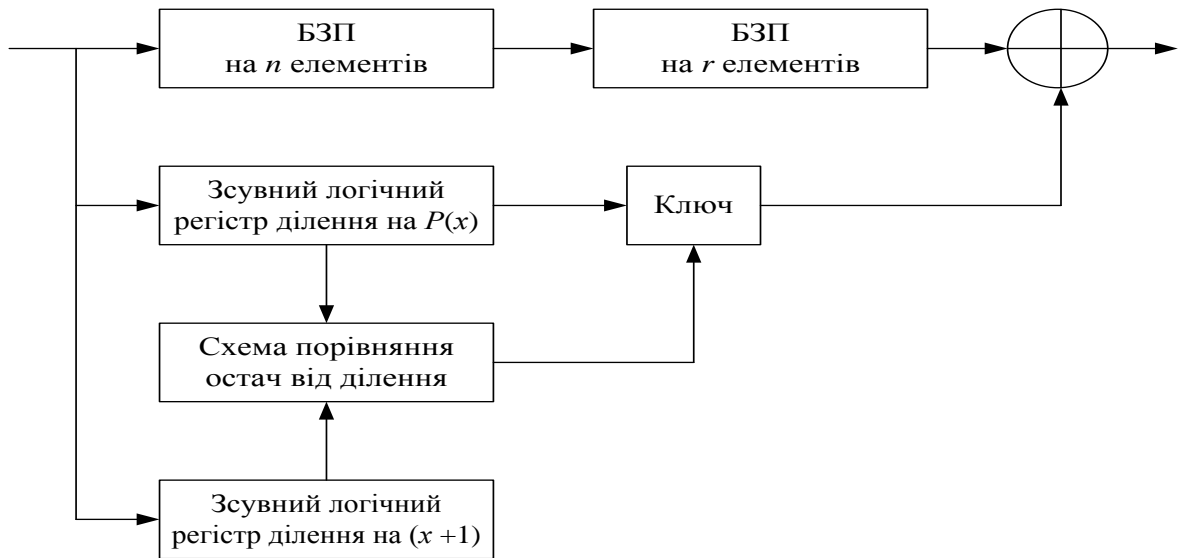 БЗП
на n елементів
БЗП
на r елементів
Зсувний логічний
регістр ділення на P(x)
Ключ
Схема порівняння
остач від ділення
Зсувний логічний
регістр ділення на (x +1)